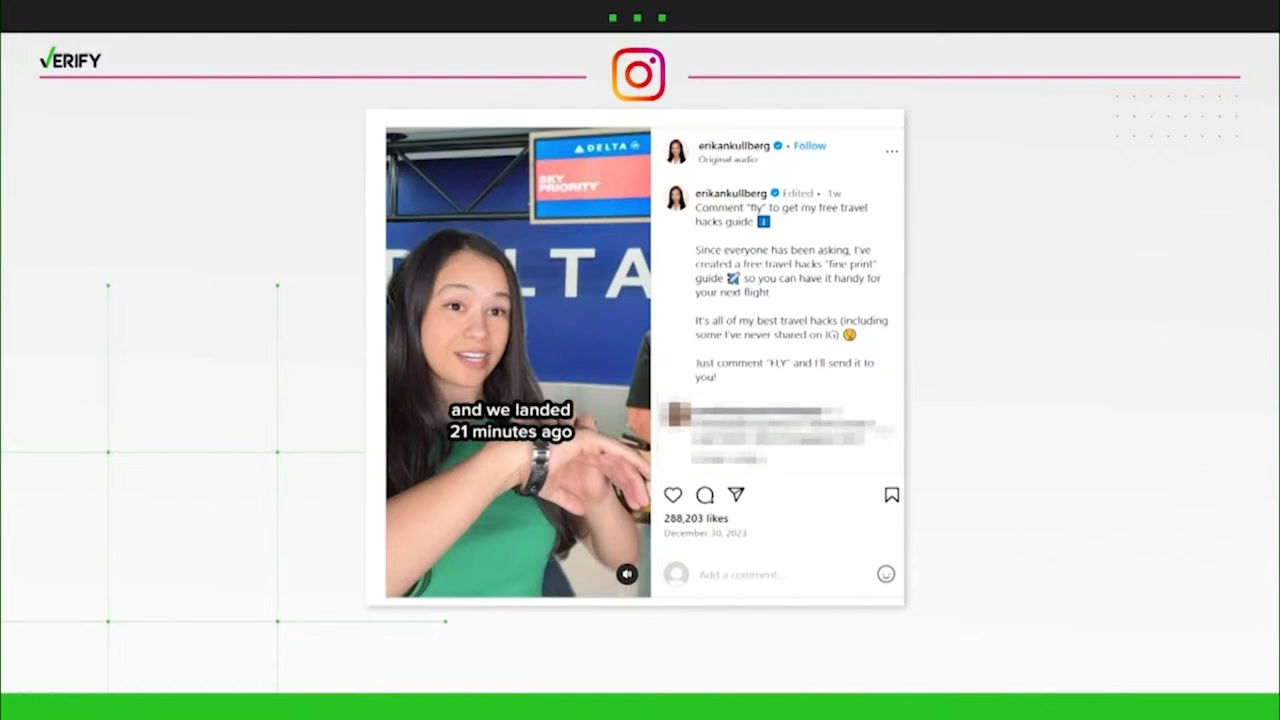 VERIFY
DELTA
SKY
PRIORITY
LTA
and we landed
21 minutes ago
erikankullberg • Follow
Original audio
erikankullberg Edited • 1w
Comment "fly" to get my free travel
hacks guide
Since everyone has been asking, I've
created a free travel hacks "fine print"
guide ✈️ so you can have it handy for
your next flight
It's all of my best travel hacks (including
some I've never shared on IG) 😯
Just comment "FLY" and I'll send it to
you!
288,203 likes
December 30, 2023
Add a comment...